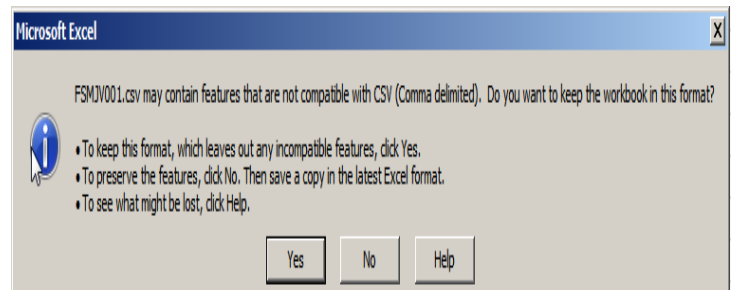 Microsoft Excel
X
FSMJV001.csv may contain features that are not compatible with CSV (Comma delimited). Do you want to keep the workbook in this format?
• To keep this format, which leaves out any incompatible features, click Yes.
• To preserve the features, click No. Then save a copy in the latest Excel format.
• To see what might be lost, click Help.
Yes No Help